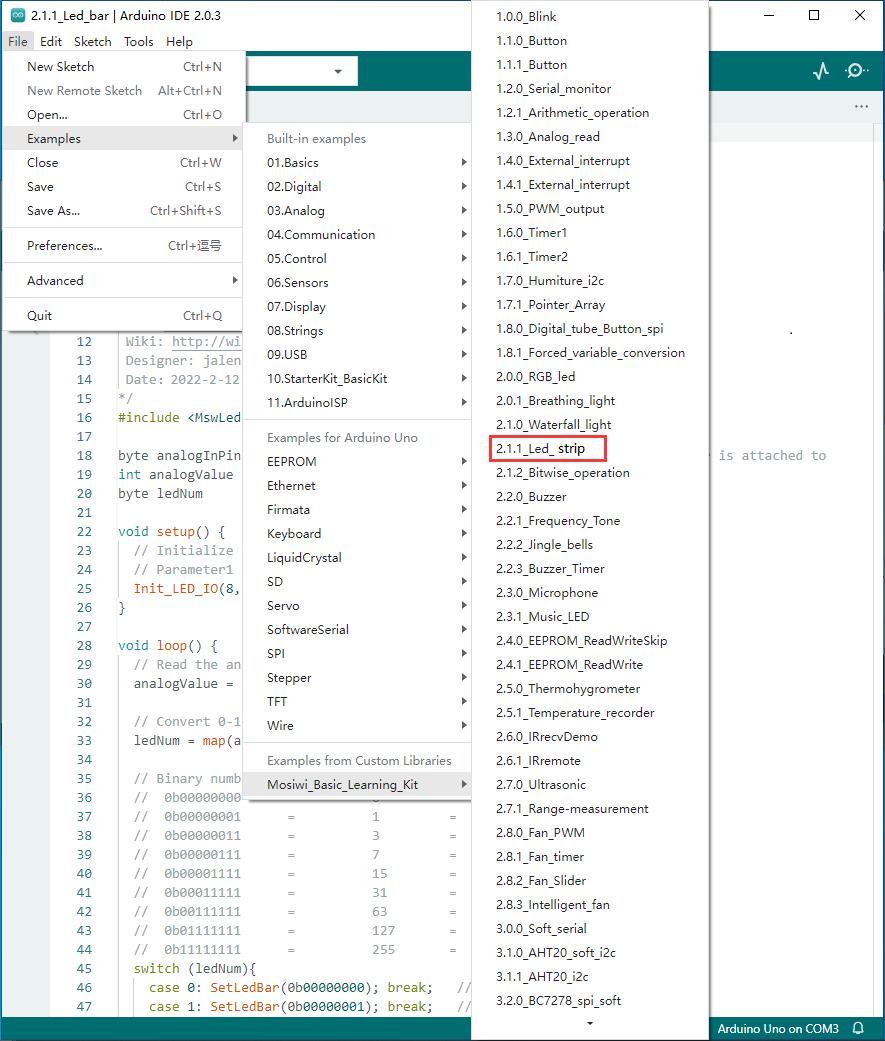 2.1.1_Led_bar | Arduino IDE 2.0.3
File Edit Sketch Tools Help
New Sketch Ctrl+N
New Remote Sketch Alt+Ctrl+N
Open... Ctrl+O
Examples
Close Ctrl+W
Save Ctrl+S
Save As... Ctrl+Shift+S
Preferences... Ctrl+逗号
Advanced
Quit Ctrl+Q
Built-in examples
01.Basics
02.Digital
03.Analog
04.Communication
05.Control
06.Sensors
07.Display
08.Strings
09.USB
10.StarterKit_BasicKit
11.ArduinoISP
Examples for Arduino Uno
EEPROM
Ethernet
Firmata
Keyboard
LiquidCrystal
SD
Servo
SoftwareSerial
SPI
Stepper
TFT
Wire
Examples from Custom Libraries
Mosiwi_Basic_Learning_Kit
1.0.0_Blink
1.1.0_Button
1.1.1_Button
1.2.0_Serial_monitor
1.2.1_Arithmetic_operation
1.3.0_Analog_read
1.4.0_External_interrupt
1.4.1_External_interrupt
1.5.0_PWM_output
1.6.0_Timer1
1.6.1_Timer2
1.7.0_Humiture_i2c
1.7.1_Pointer_Array
1.8.0_Digital_tube_Button_spi
1.8.1_Forced_variable_conversion
2.0.0_RGB_led
2.0.1_Breathing_light
2.1.0_Waterfall_light
2.1.1_Led_ strip
2.1.2_Bitwise_operation
2.2.0_Buzzer
2.2.1_Frequency_Tone
2.2.2_Jingle_bells
2.2.3_Buzzer_Timer
2.3.0_Microphone
2.3.1_Music_LED
2.4.0_EEPROM_ReadWriteSkip
2.4.1_EEPROM_ReadWrite
2.5.0_Thermohygrometer
2.5.1_Temperature_recorder
2.6.0_IRrecvDemo
2.6.1_IRremote
2.7.0_Ultrasonic
2.7.1_Range-measurement
2.8.0_Fan_PWM
2.8.1_Fan_timer
2.8.2_Fan_Slider
2.8.3_Intelligent_fan
3.0.0_Soft_serial
3.1.0_AHT20_soft_i2c
3.1.1_AHT20_i2c
3.2.0_BC7278_spi_soft
12 Wiki: http://wi
13 Designer: jalen
14 Date: 2022-2-12
15 */
16 #include <MswLed
17
18 byte analogInPin is attached to
19 int analogValue
20 byte ledNum
21
22 void setup() {
23 // Initialize
24 // Parameter1
25 Init_LED_IO(8,
26 }
27
28 void loop() {
29 // Read the an
30 analogValue =
31
32 // Convert 0-1
33 ledNum = map(a
34
35 // Binary numb
36 // 0b00000000
37 // 0b00000001 = 1 =
38 // 0b00000011 = 3 =
39 // 0b00000111 = 7 =
40 // 0b00001111 = 15 =
41 // 0b00011111 = 31 =
42 // 0b00111111 = 63 =
43 // 0b01111111 = 127 =
44 // 0b11111111 = 255 =
45 switch (ledNum){
46 case 0: SetLedBar(0b00000000); break; //
47 case 1: SetLedBar(0b00000001); break; //
Arduino Uno on COM3